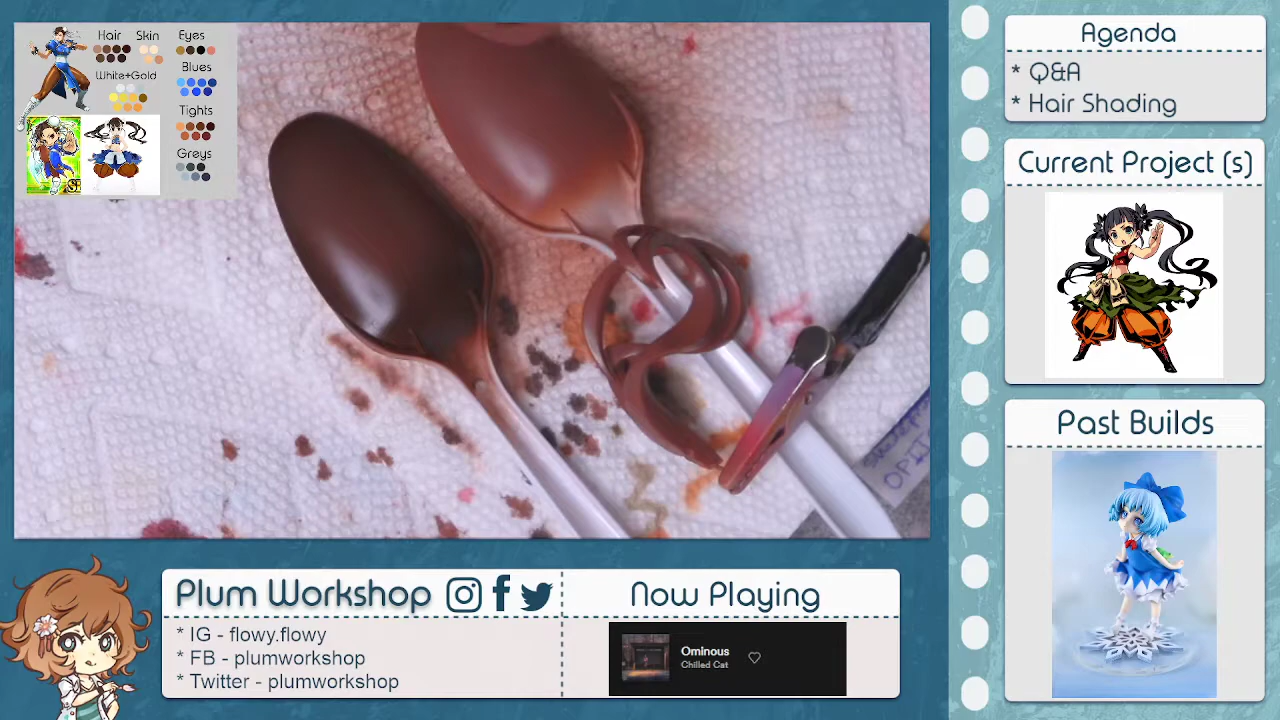 Hair
Skin
Eyes
White+Gold
Blues
Tights
Greys
Agenda
* Q&A
* Hair Shading
Current Project (s)
Past Builds
Plum Workshop
* IG - flowy.flowy
* FB - plumworkshop
* Twitter - plumworkshop
Now Playing
Ominous
Chilled Cat